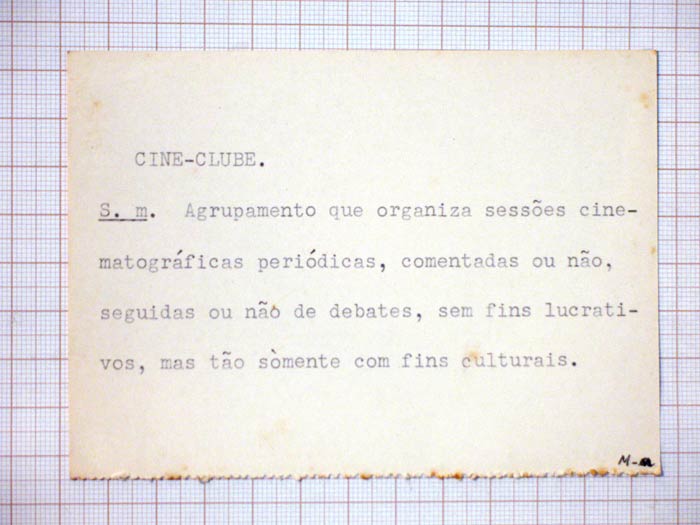 CINE-CLUBE.
S. m. Agrupamento que organiza sessões cine-
matográficas periódicas, comentadas ou não,
seguidas ou não de debates, sem fins lucrati-
vos, mas tão sòmente com fins culturais.